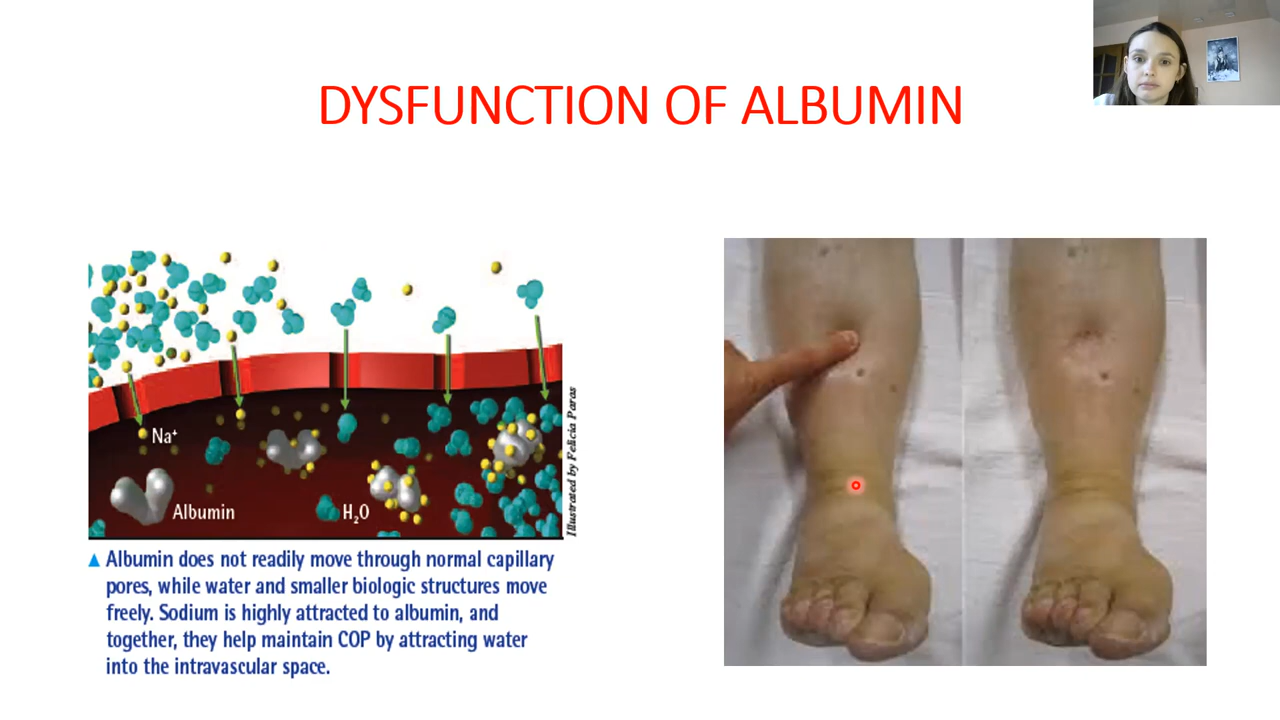 DYSFUNCTION OF ALBUMIN
Na⁺
Albumin
H₂O
Illustrated by Felicia Paras
▲ Albumin does not readily move through normal capillary
pores, while water and smaller biologic structures move
freely. Sodium is highly attracted to albumin, and
together, they help maintain COP by attracting water
into the intravascular space.